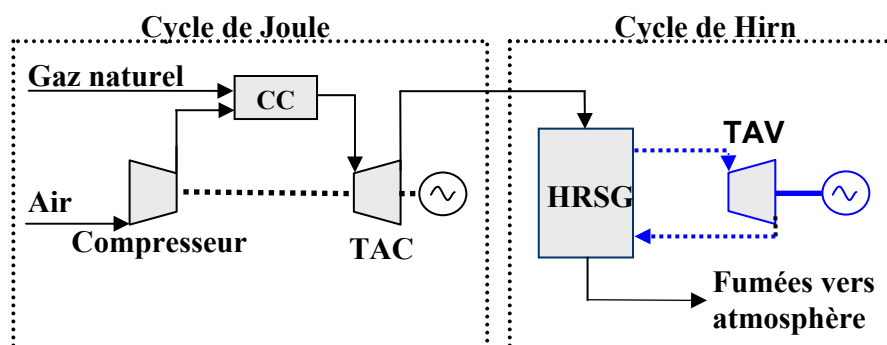 Cycle de Joule
Cycle de Hirn
Gaz naturel
CC
TAV
HRSG
Air
Compresseur
TAC
Fumées vers
atmosphère